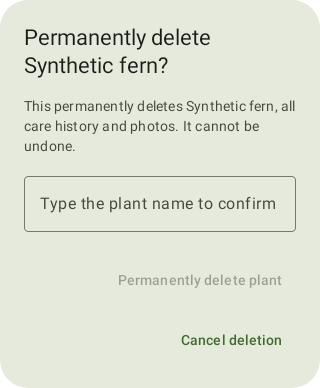 Permanently delete
Synthetic fern?
This permanently deletes Synthetic fern, all
care history and photos. It cannot be
undone.
Type the plant name to confirm
Permanently delete plant
Cancel deletion